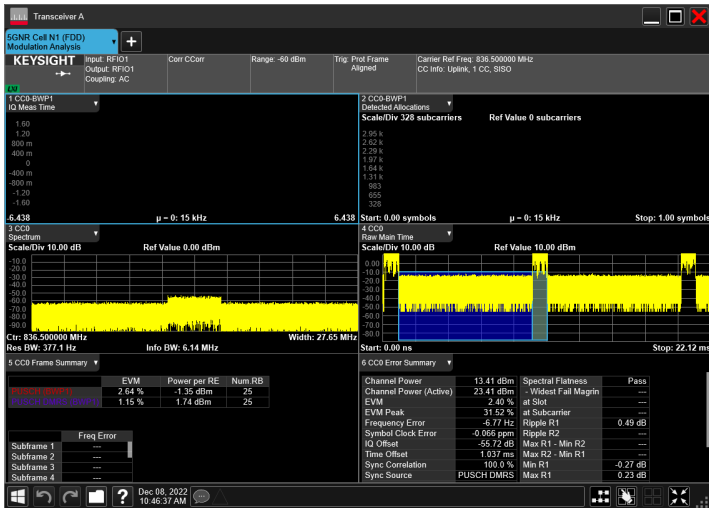 Transceiver A
5GNR Cell N1 (FDD)
Modulation Analysis
KEYSIGHT
Input: RFIO1
Output: RFIO1
Coupling: AC
Corr CCorr
Range: -60 dBm
Trig: Prot Frame
Aligned
Carrier Ref Freq: 836.500000 MHz
CC Info: Uplink, 1 CC, SISO
1 CC0-BWP1
IQ Meas Time
1.60
1.20
800 m
400 m
0
-400 m
-800 m
-1.20
-1.60
-6.438 μ = 0: 15 kHz 6.438
2 CC0-BWP1
Detected Allocations
Scale/Div 328 subcarriers Ref Value 0 subcarriers
2.95 k
2.62 k
2.29 k
1.97 k
1.64 k
1.31 k
983
655
328
Start: 0.00 symbols μ = 0: 15 kHz Stop: 1.00 symbols
3 CC0
Spectrum
Scale/Div 10.00 dB Ref Value 0.00 dBm
-10.0
-20.0
-30.0
-40.0
-50.0
-60.0
-70.0
-80.0
-90.0
Ctr: 836.500000 MHz Width: 27.65 MHz
Res BW: 377.1 Hz Info BW: 6.14 MHz
4 CC0
Raw Main Time
Scale/Div 10.00 dB Ref Value 10.00 dBm
0.00
-10.0
-20.0
-30.0
-40.0
-50.0
-60.0
-70.0
-80.0
Start: 0.00 ns Stop: 22.12 ms
5 CC0 Frame Summary
EVM Power per RE Num.RB
2.64 % -1.35 dBm 25
1.15 % 1.74 dBm 25
Freq Error
Subframe 1 ---
Subframe 2 ---
Subframe 3 ---
Subframe 4 ---
6 CC0 Error Summary
Channel Power 13.41 dBm Spectral Flatness Pass
Channel Power (Active) 23.41 dBm - Widest Fail Magrin ---
EVM 2.40 % at Slot ---
EVM Peak 31.52 % at Subcarrier ---
Frequency Error -6.77 Hz Ripple R1 0.49 dB
Symbol Clock Error -0.066 ppm Ripple R2 ---
IQ Offset -55.72 dB Max R1 - Min R2 ---
Time Offset 1.037 ms Max R2 - Min R1 ---
Sync Correlation 100.0 % Min R1 -0.27 dB
Sync Source PUSCH DMRS Max R1 0.23 dB
Dec 08, 2022
10:46:37 AM